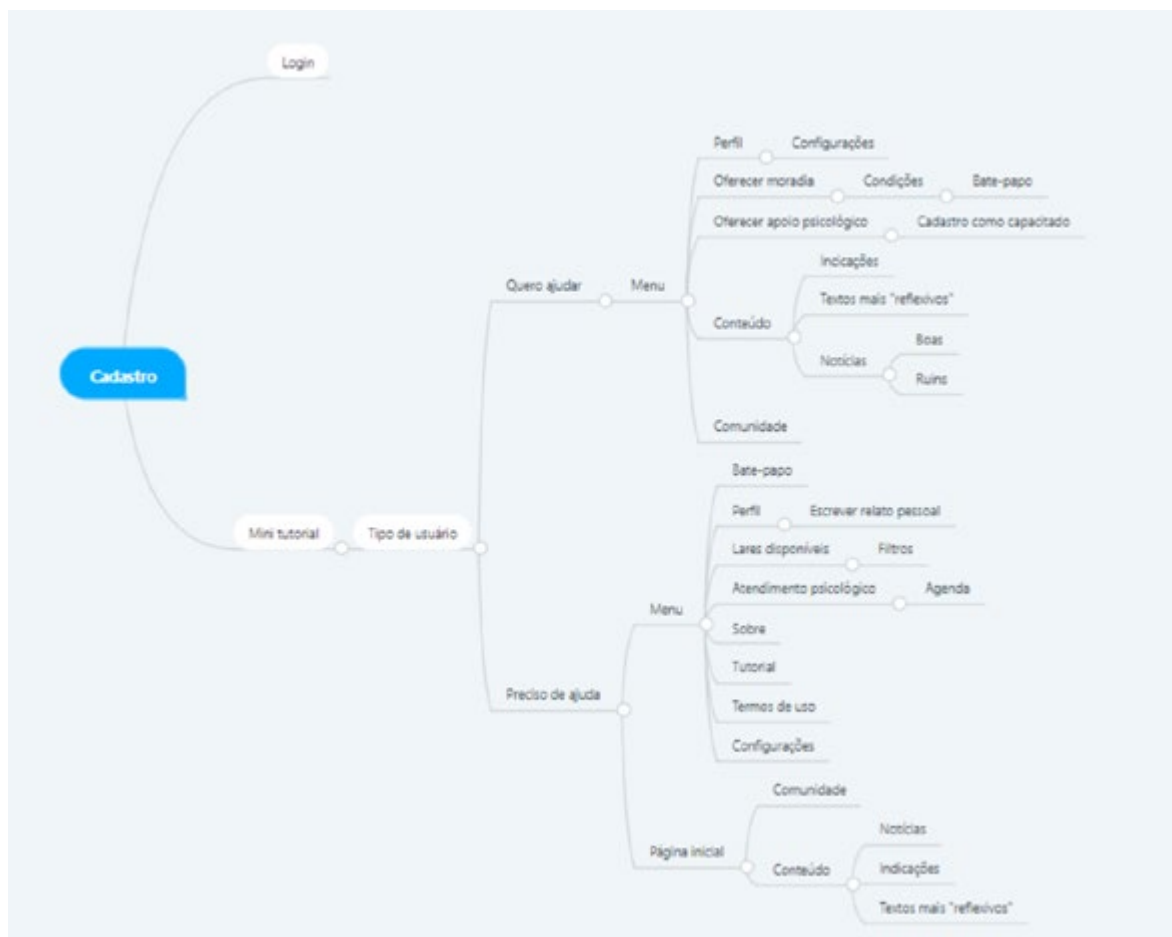 Login
Cadastro
Mini tutorial
Tipo de usuário
Quero ajudar
Menu
Perfil
Configurações
Oferecer moradia
Condições
Bate-papo
Oferecer apoio psicológico
Cadastro como capacitado
Conteúdo
Indicações
Textos mais "reflexivos"
Notícias
Boas
Ruins
Comunidade
Preciso de ajuda
Menu
Bate-papo
Perfil
Escrever relato pessoal
Lares disponíveis
Filtros
Atendimento psicológico
Agenda
Sobre
Tutorial
Termos de uso
Configurações
Página inicial
Comunidade
Conteúdo
Notícias
Indicações
Textos mais "reflexivos"